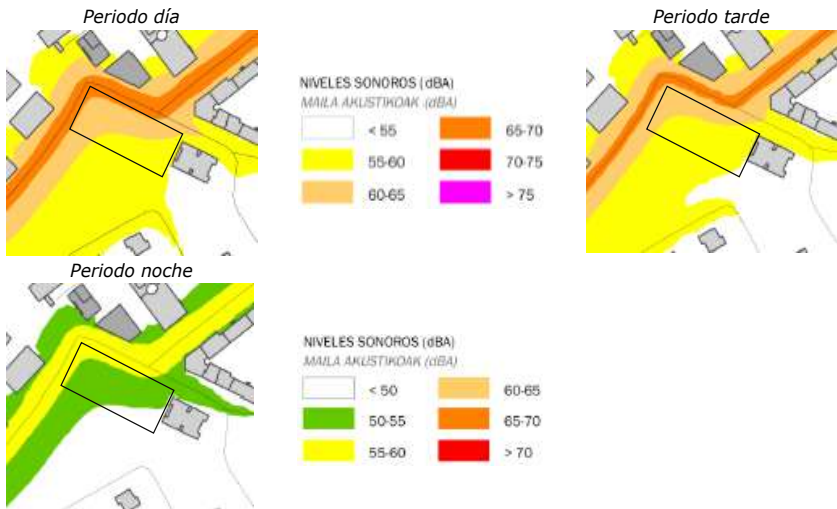 Periodo día
Periodo tarde
NIVELES SONOROS (dBA)
MAILA AKUSTIKOAK (dBA)
< 55
65-70
55-60
70-75
60-65
> 75
Periodo noche
NIVELES SONOROS (dBA)
MAILA AKUSTIKOAK (dBA)
< 50
60-65
50-55
65-70
55-60
> 70